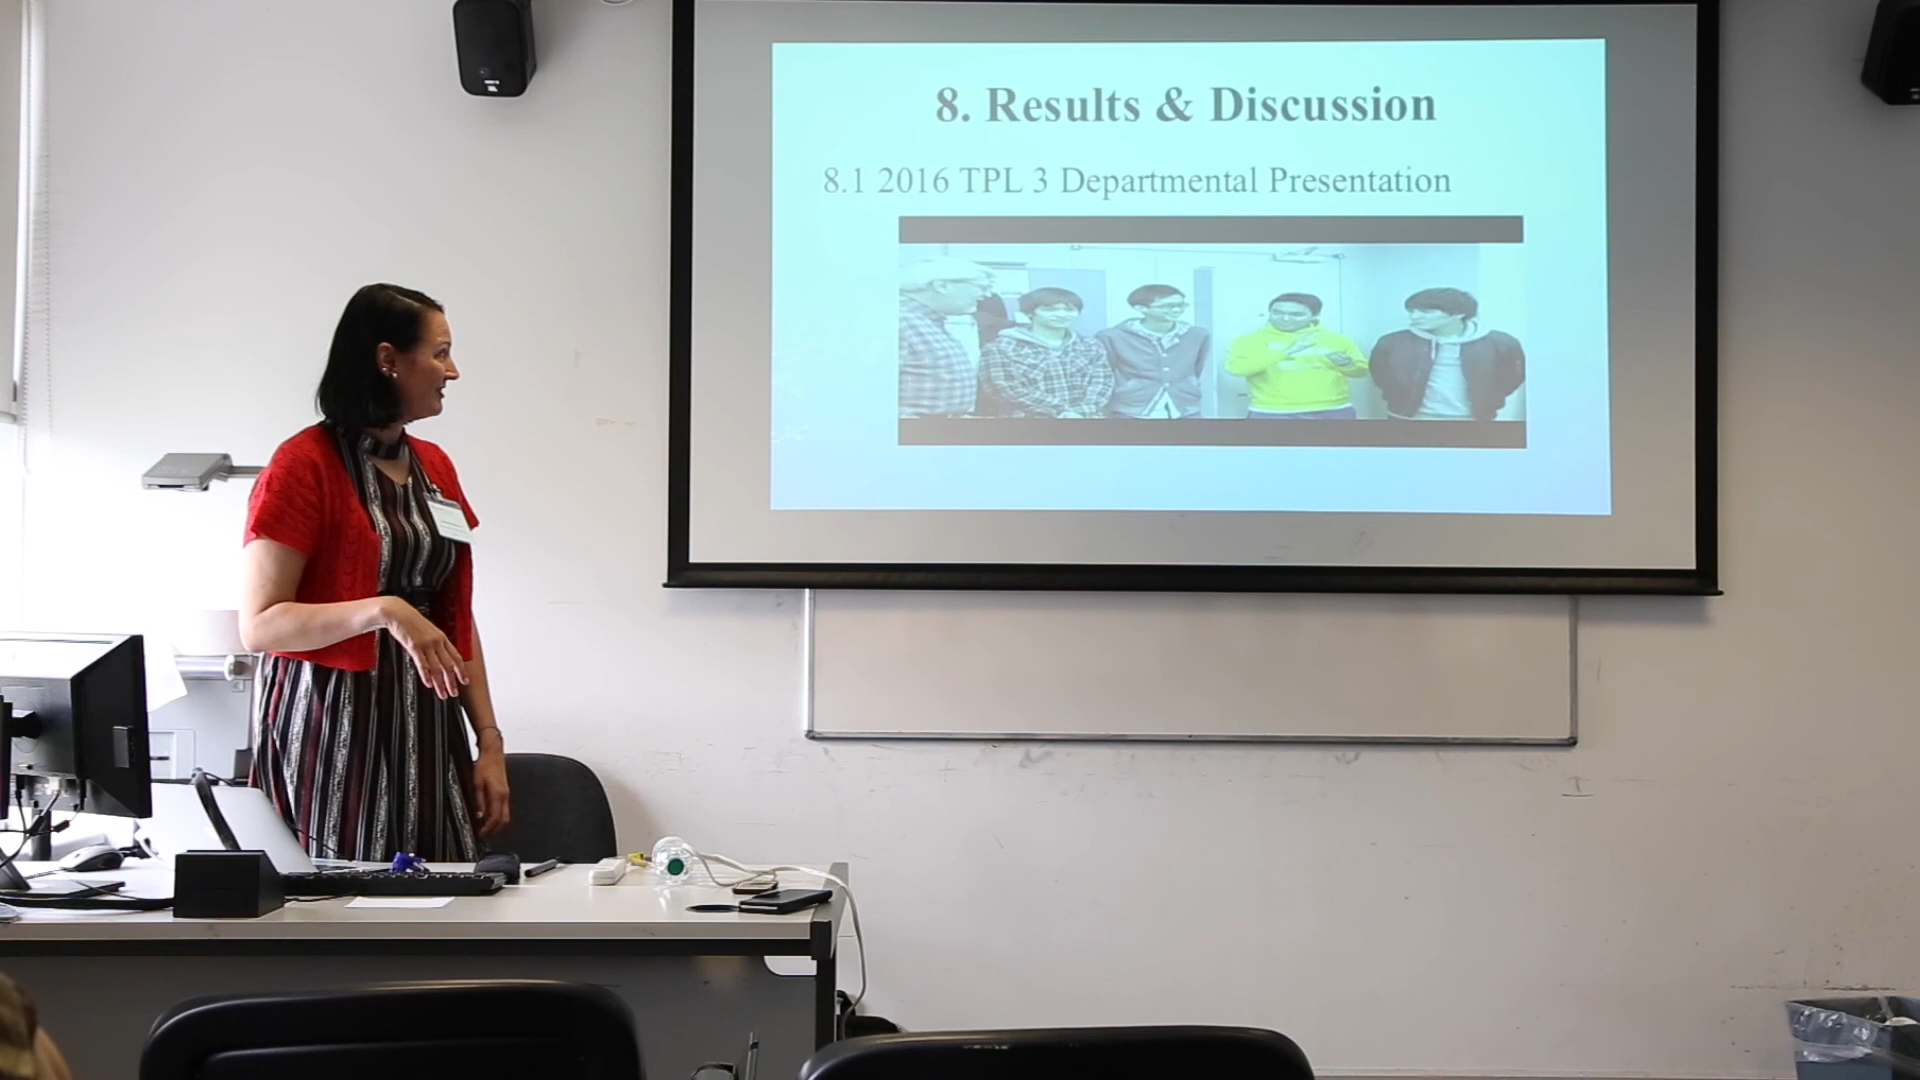 8. Results & Discussion
8.1 2016 TPL 3 Departmental Presentation